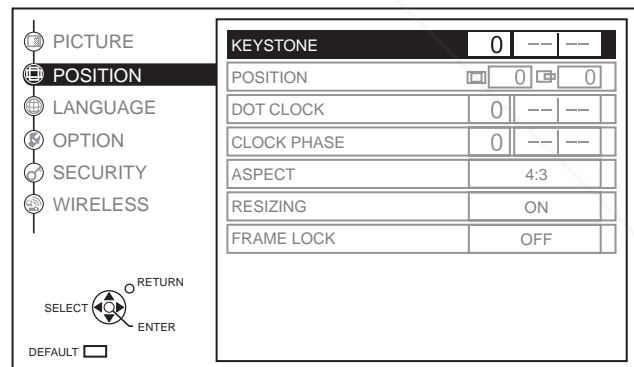 PICTURE
POSITION
LANGUAGE
OPTION
SECURITY
WIRELESS
KEYSTONE 0 -- --
POSITION 0 0
DOT CLOCK 0 -- --
CLOCK PHASE 0 -- --
ASPECT 4:3
RESIZING ON
FRAME LOCK OFF
RETURN
SELECT
ENTER
DEFAULT